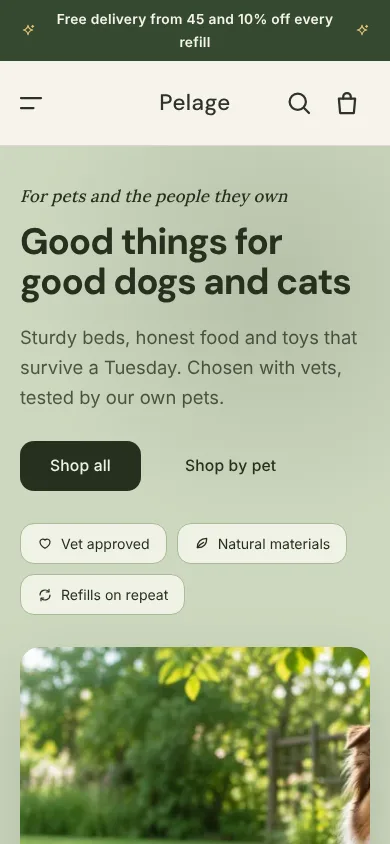 Free delivery from 45 and 10% off every
refill
Pelage
For pets and the people they own
Good things for
good dogs and cats
Sturdy beds, honest food and toys that
survive a Tuesday. Chosen with vets,
tested by our own pets.
Shop all
Shop by pet
Vet approved
Natural materials
Refills on repeat